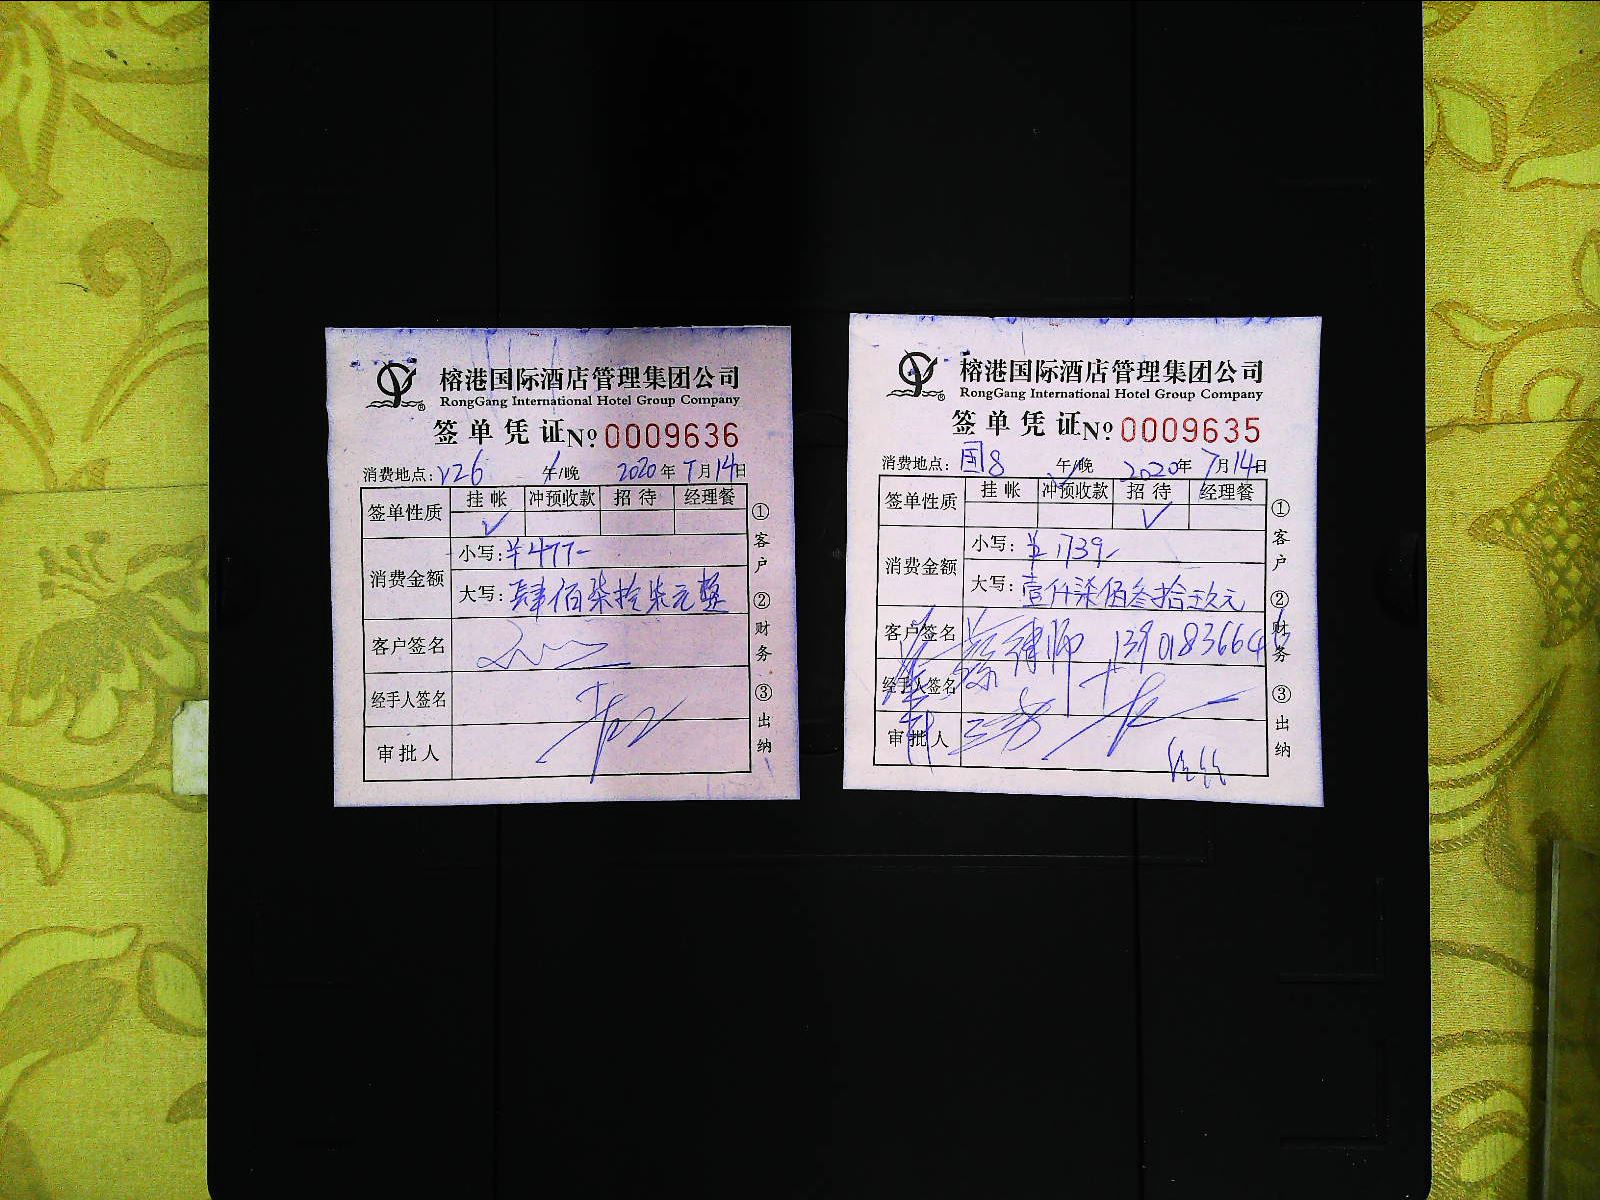 榕港国际酒店管理集团公司
RongGang International Hotel Group Company
签单凭证 No 0009636
消费地点: V26 午/晚 2020年7月14日
签单性质 挂帐 冲预收款 招待 经理餐
✓
消费金额 小写: ¥477-
大写: 肆佰柒拾柒元整
客户签名
经手人签名
审批人
① 客户 ② 财务 ③ 出纳
榕港国际酒店管理集团公司
RongGang International Hotel Group Company
签单凭证 No 0009635
消费地点: 国8 午/晚 2020年7月14日
签单性质 挂帐 冲预收款 招待 经理餐
✓
消费金额 小写: ¥1739-
大写: 壹仟柒佰叁拾玖元
客户签名 律师
经手人签名
审批人
① 客户 ② 财务 ③ 出纳